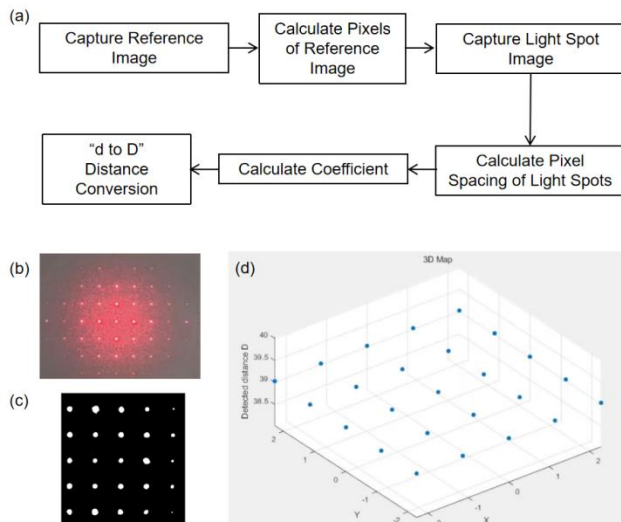 (a)
Capture Reference
Image
Calculate Pixels
of Reference
Image
Capture Light Spot
Image
“d to D”
Distance
Conversion
Calculate Coefficient
Calculate Pixel
Spacing of Light Spots
(b)
(c)
(d)
3D Map
Detected distance D
40
39.5
39
38.5
2
1
0
-1
-2
Y
-2
-1
0
1
2
X